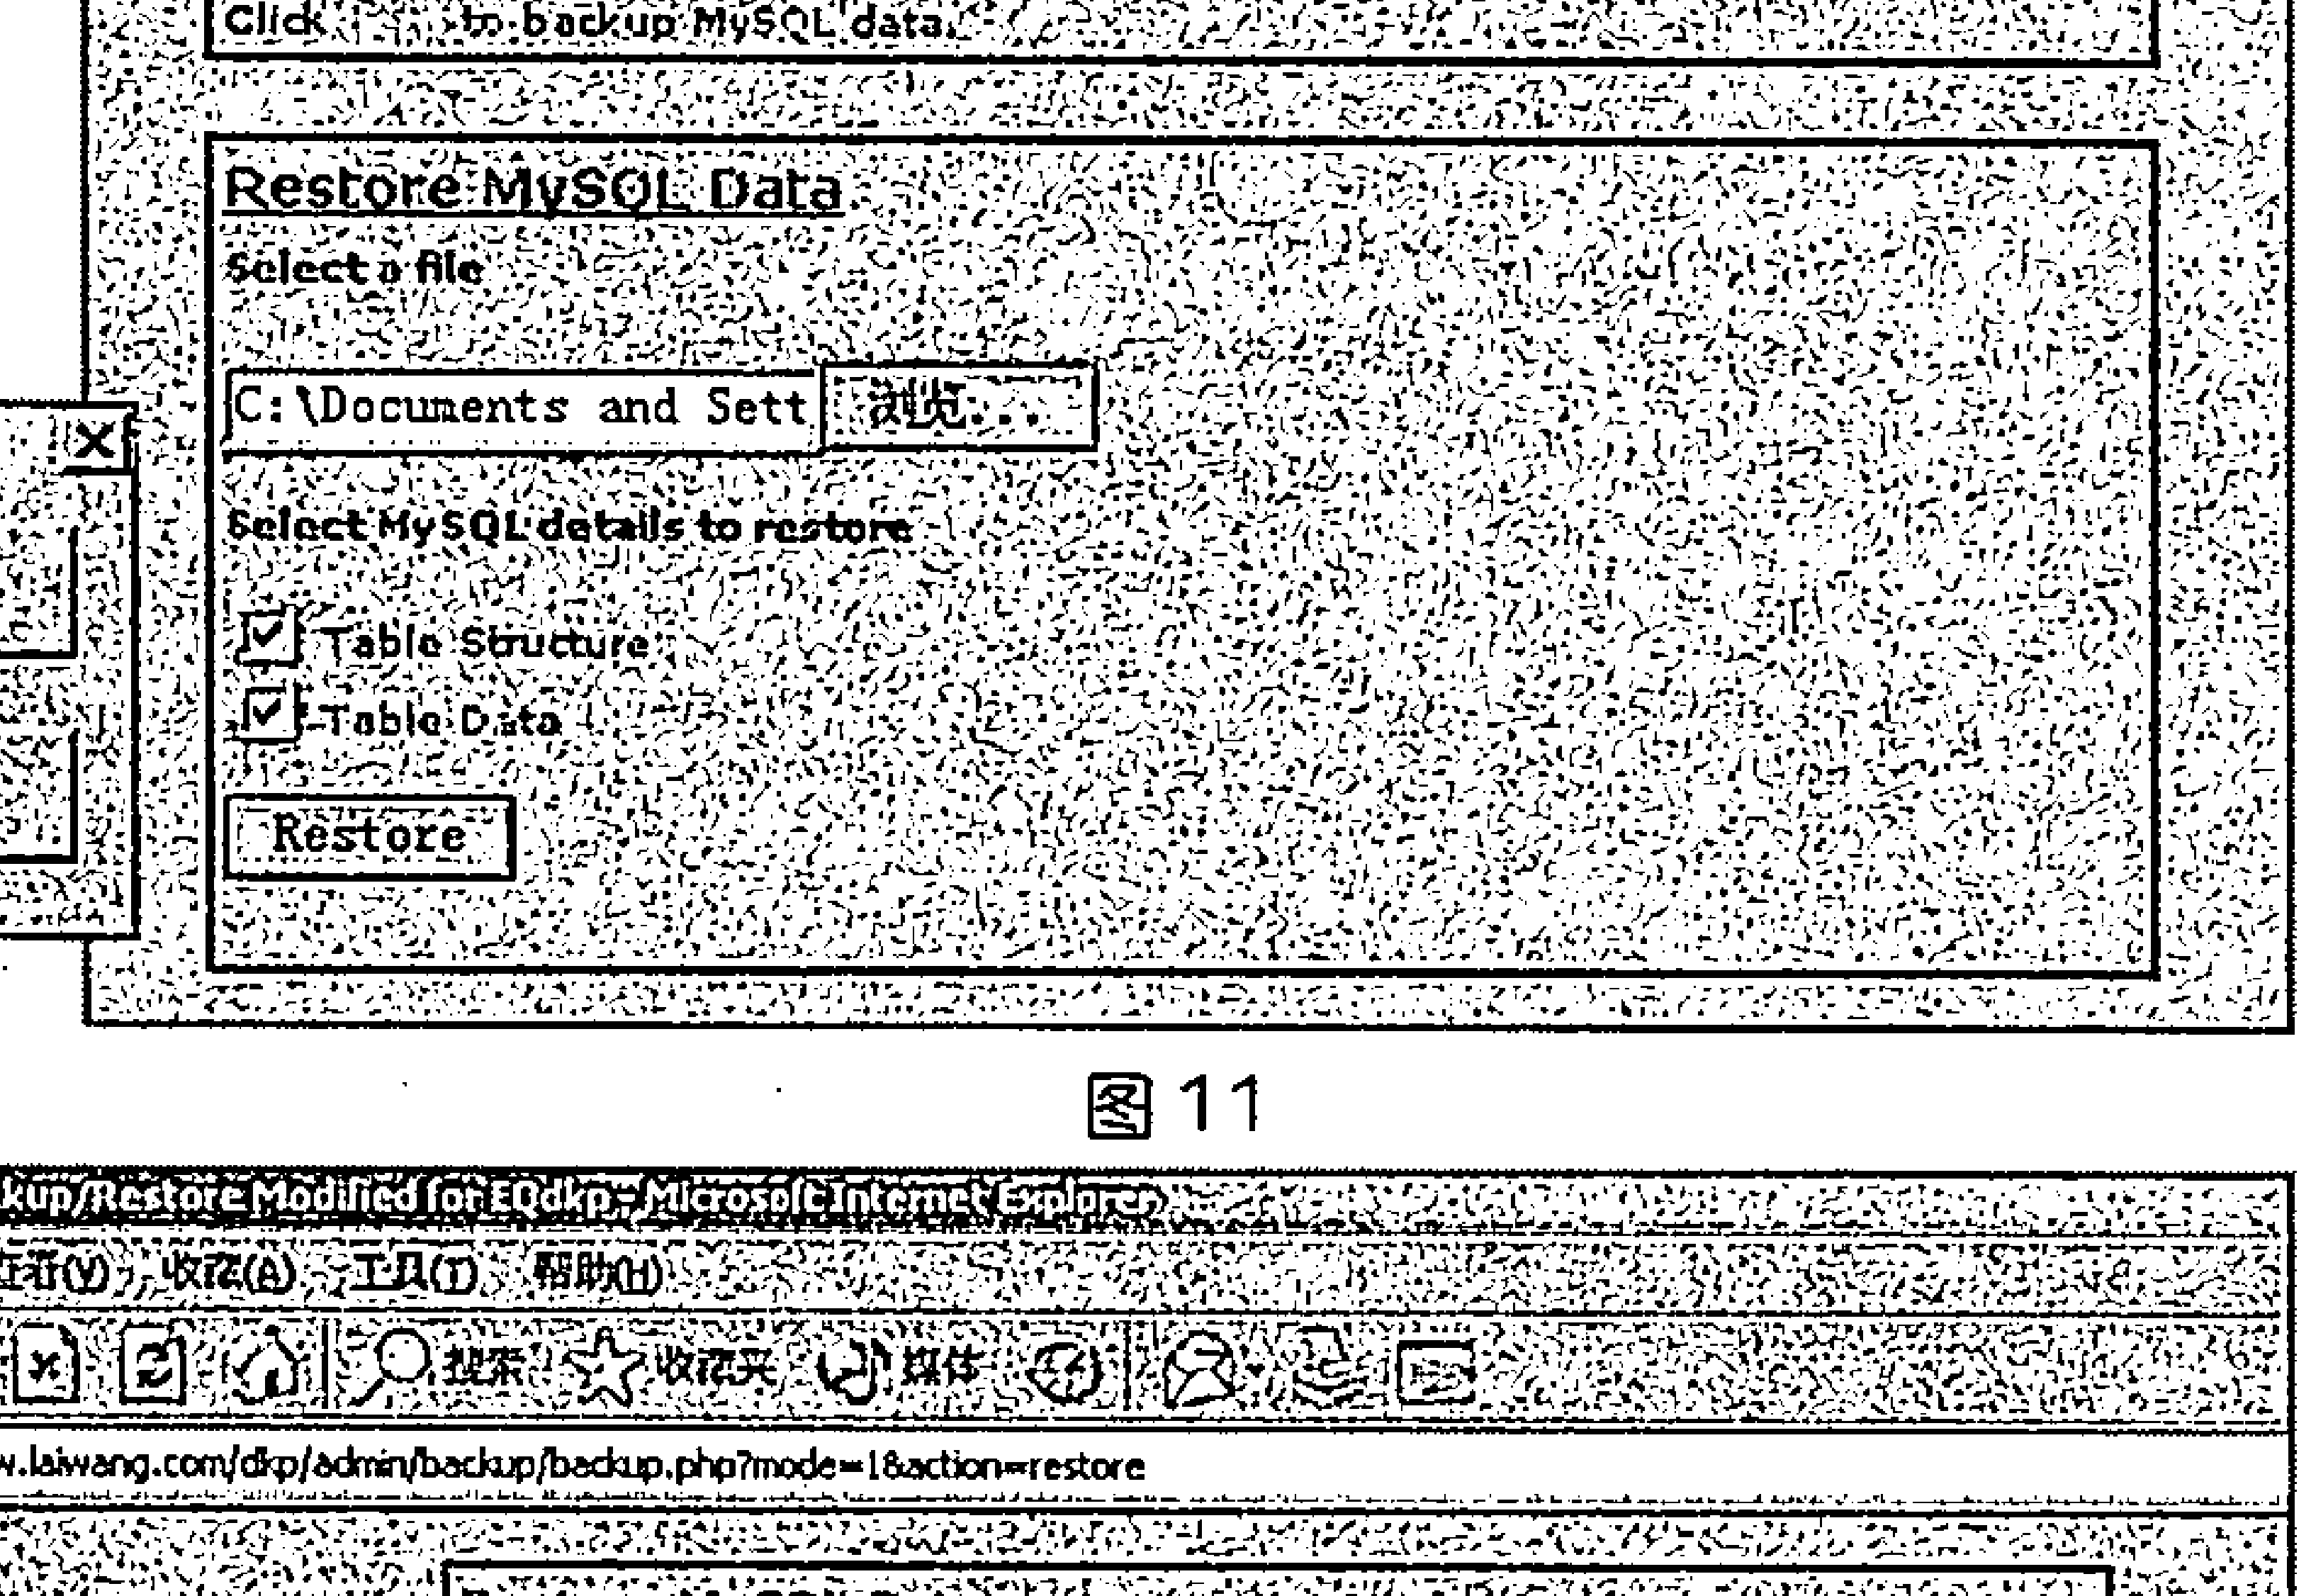 Click to backup MySQL data.
Restore MySQL Data
Select a file
C:\Documents and Sett 浏览...
Select MySQL details to restore
Table Structure
Table Data
Restore
图 11
kup/Restore Modified for EQdkp - Microsoft Internet Explorer
(V) 收藏(A) 工具(T) 帮助(H)
搜索 收藏夹 媒体
w.laiwang.com/dkp/admin/backup/backup.php?mode=1&action=restore